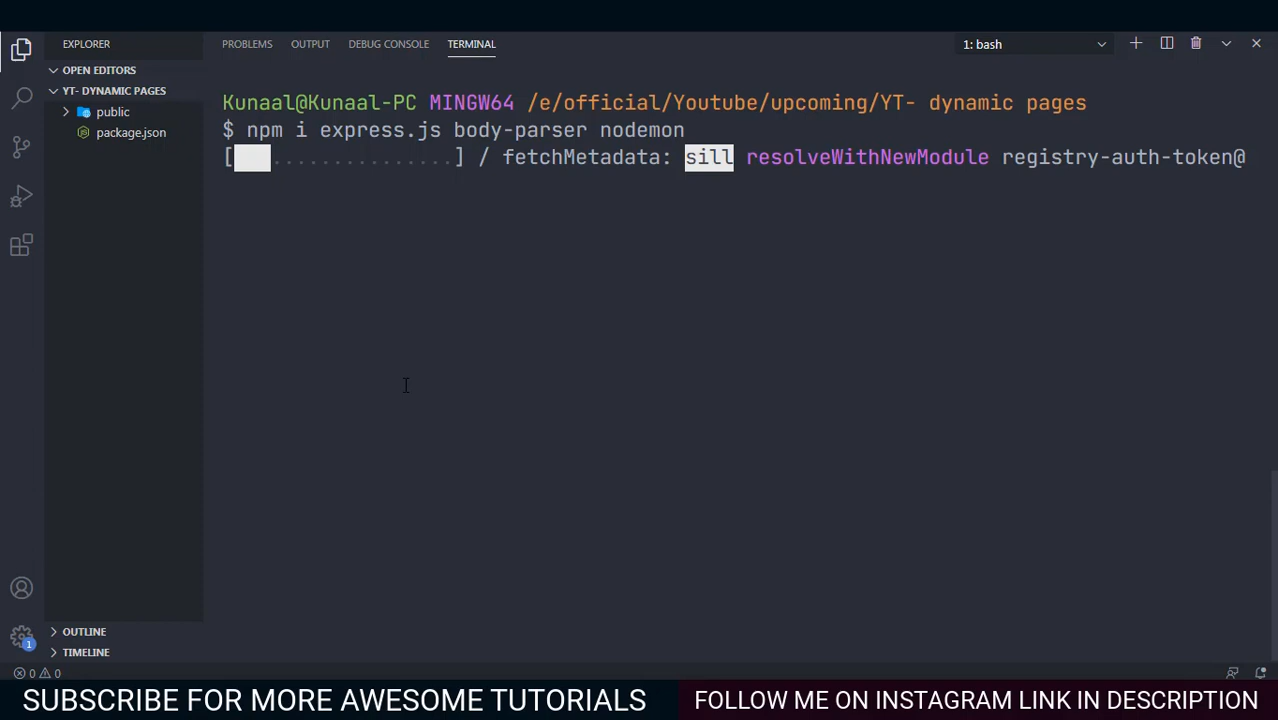 EXPLORER
PROBLEMS OUTPUT DEBUG CONSOLE TERMINAL 1: bash
OPEN EDITORS
YT- DYNAMIC PAGES
public
package.json
Kunaal@Kunaal-PC MINGW64 /e/official/Youtube/upcoming/YT- dynamic pages
$ npm i express.js body-parser nodemon
[ ...............] / fetchMetadata: sill resolveWithNewModule registry-auth-token@
OUTLINE
1
TIMELINE
0 0
SUBSCRIBE FOR MORE AWESOME TUTORIALS FOLLOW ME ON INSTAGRAM LINK IN DESCRIPTION